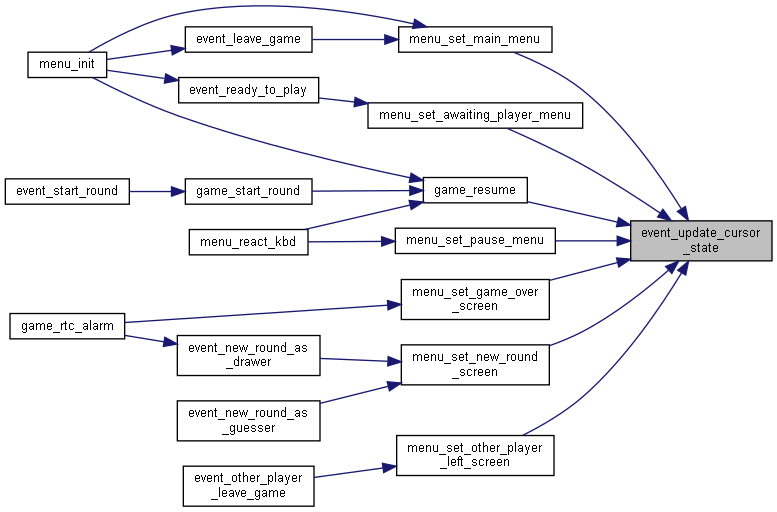 event_leave_game
menu_set_main_menu
menu_init
event_ready_to_play
menu_set_awaiting_player_menu
event_start_round
game_start_round
game_resume
menu_react_kbd
menu_set_pause_menu
event_update_cursor
_state
menu_set_game_over
_screen
game_rtc_alarm
event_new_round_as
_drawer
menu_set_new_round
_screen
event_new_round_as
_guesser
menu_set_other_player
_left_screen
event_other_player
_leave_game